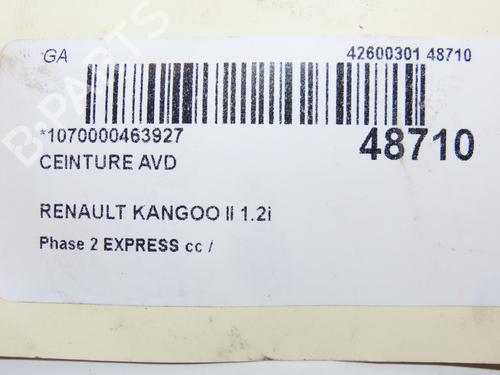 GA
42600301 48710
*1070000463927
48710
CEINTURE AVD
RENAULT KANGOO II 1.2i
Phase 2 EXPRESS cc /
B-PARTS